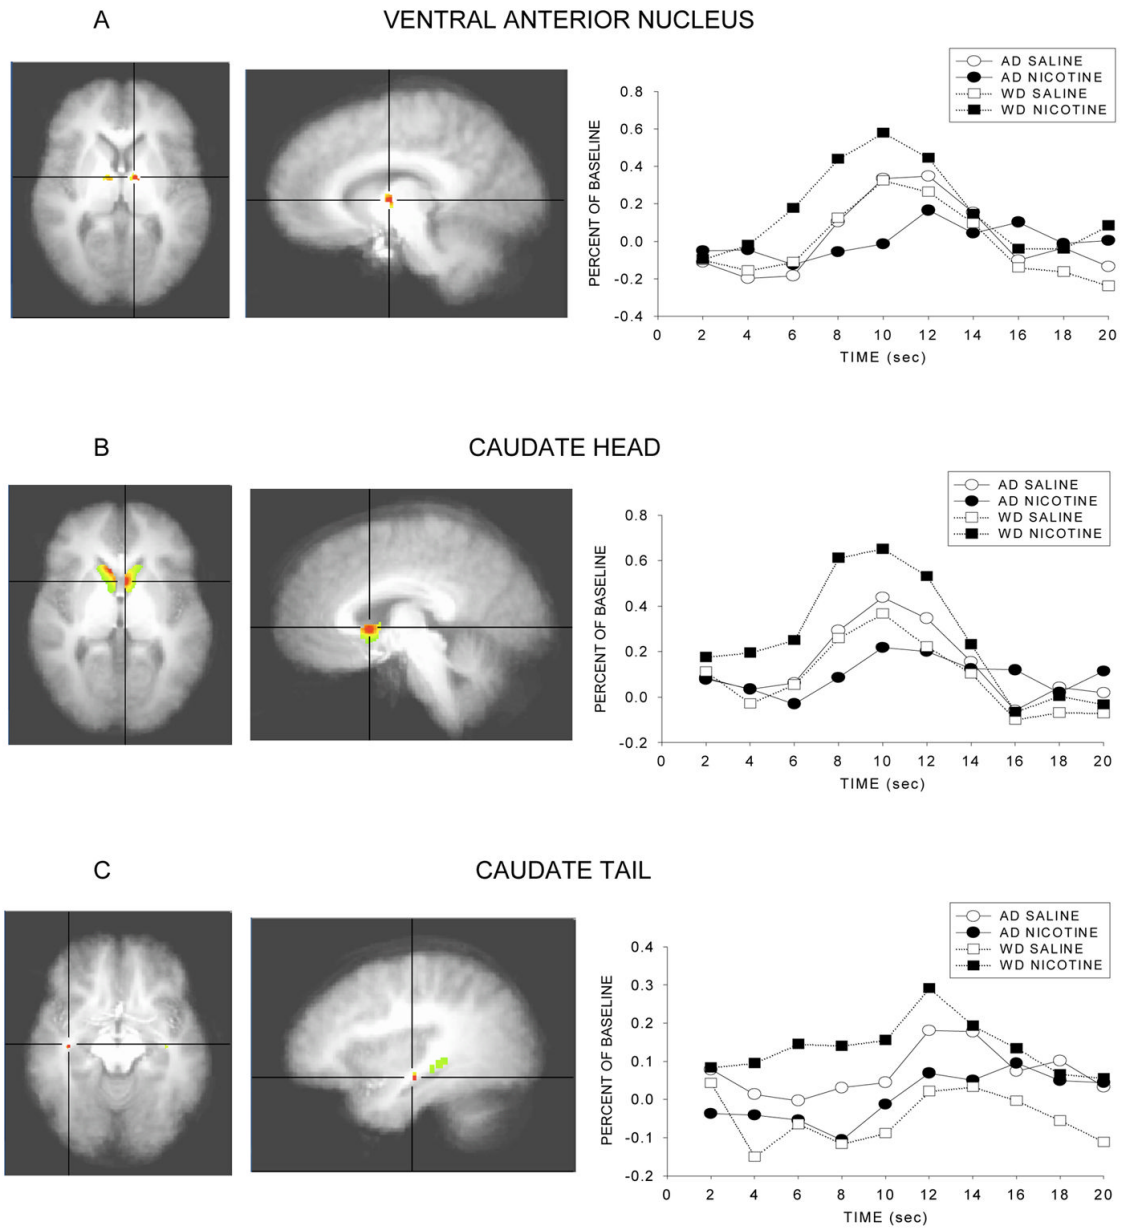 A
VENTRAL ANTERIOR NUCLEUS
AD SALINE
AD NICOTINE
WD SALINE
WD NICOTINE
PERCENT OF BASELINE
0.8
0.6
0.4
0.2
0.0
-0.2
-0.4
0 2 4 6 8 10 12 14 16 18 20
TIME (sec)
B
CAUDATE HEAD
AD SALINE
AD NICOTINE
WD SALINE
WD NICOTINE
PERCENT OF BASELINE
0.8
0.6
0.4
0.2
0.0
-0.2
0 2 4 6 8 10 12 14 16 18 20
TIME (sec)
C
CAUDATE TAIL
AD SALINE
AD NICOTINE
WD SALINE
WD NICOTINE
PERCENT OF BASELINE
0.4
0.3
0.2
0.1
0.0
-0.1
-0.2
0 2 4 6 8 10 12 14 16 18 20
TIME (sec)